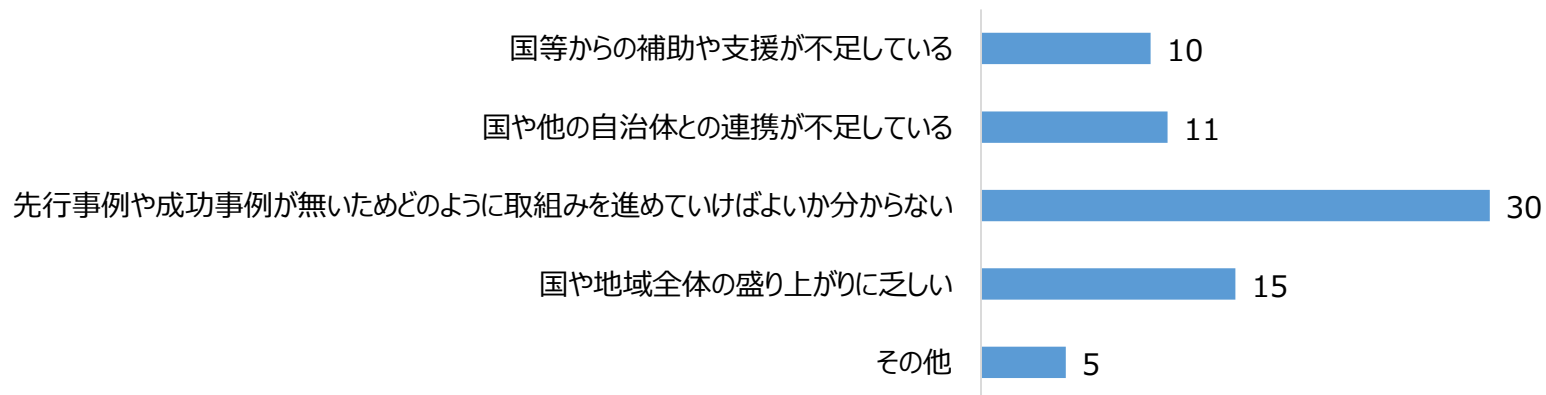 国等からの補助や支援が不足している 10
国や他の自治体との連携が不足している 11
先行事例や成功事例が無いためどのように取組みを進めていけばよいか分からない 30
国や地域全体の盛り上がりに乏しい 15
その他 5